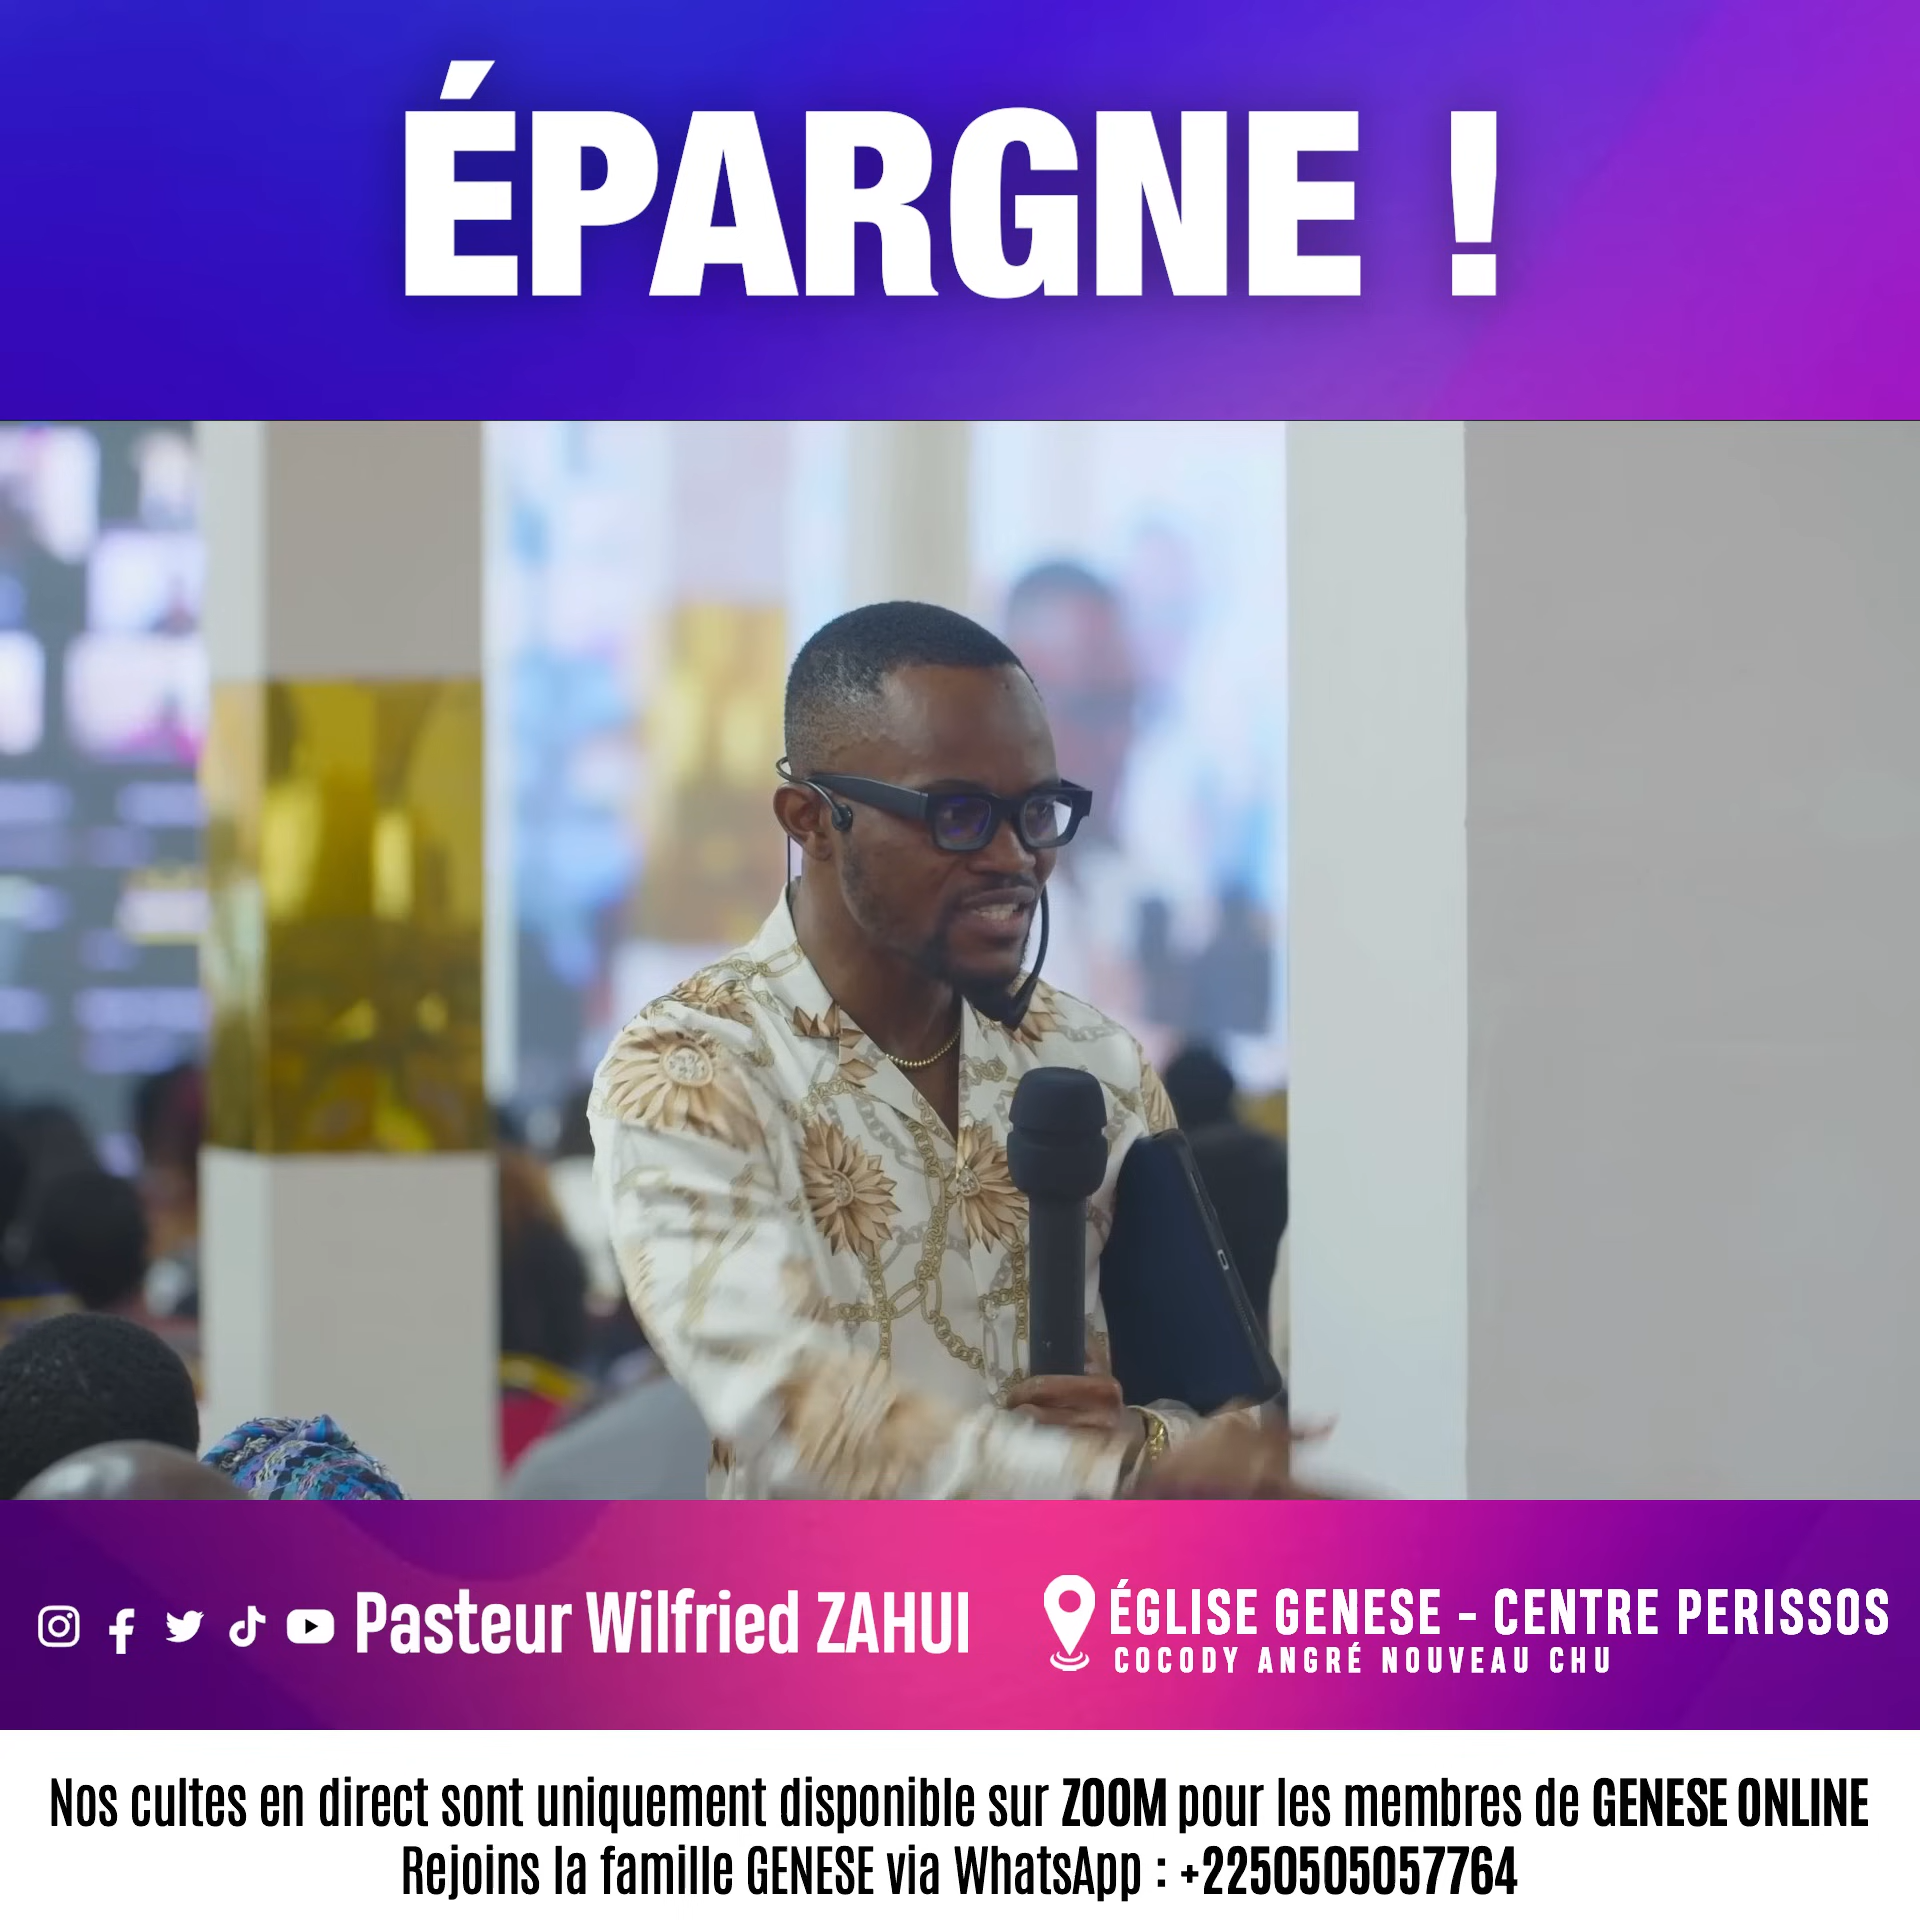 ÉPARGNE !
Pasteur Wilfried ZAHUI
ÉGLISE GENESE - CENTRE PERISSOS
COCODY ANGRÉ NOUVEAU CHU
Nos cultes en direct sont uniquement disponible sur ZOOM pour les membres de GENESE ONLINE
Rejoins la famille GENESE via WhatsApp : +2250505057764